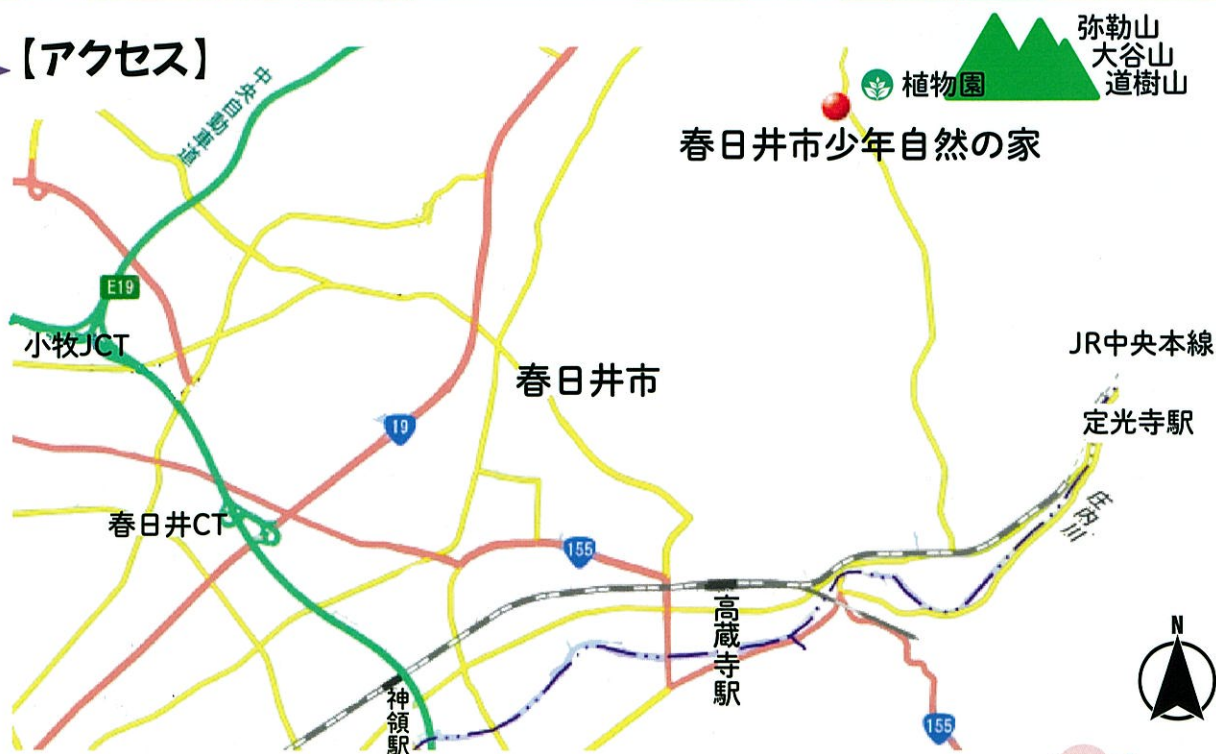 【アクセス】
弥勒山
大谷山
道樹山
植物園
春日井市少年自然の家
中央自動車道
E19
小牧JCT
JR中央本線
春日井市
定光寺駅
19
庄内川
春日井CT
155
高蔵寺駅
神領駅
155
N